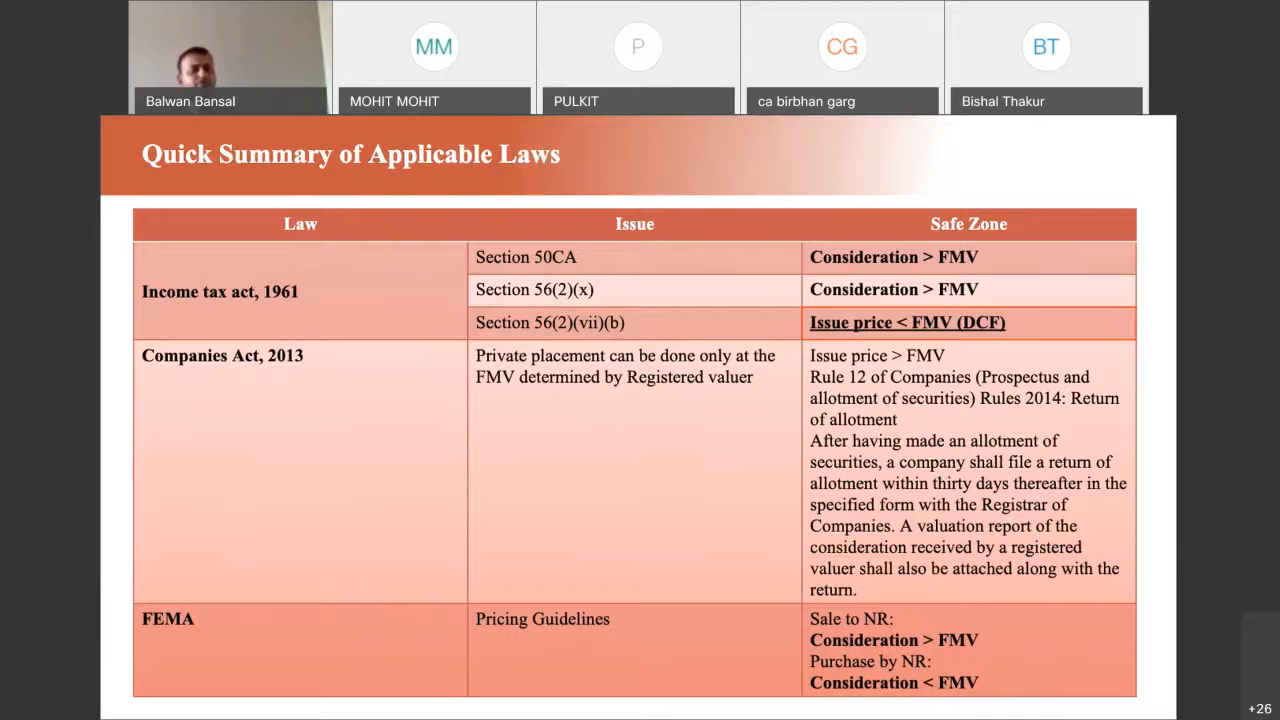 MM
P
CG
BT
Balwan Bansal
MOHIT MOHIT
PULKIT
ca birbhan garg
Bishal Thakur
Quick Summary of Applicable Laws
Law
Issue
Safe Zone
Income tax act, 1961
Section 50CA
Consideration > FMV
Section 56(2)(x)
Consideration > FMV
Section 56(2)(vii)(b)
Issue price < FMV (DCF)
Companies Act, 2013
Private placement can be done only at the
FMV determined by Registered valuer
Issue price > FMV
Rule 12 of Companies (Prospectus and
allotment of securities) Rules 2014: Return
of allotment
After having made an allotment of
securities, a company shall file a return of
allotment within thirty days thereafter in the
specified form with the Registrar of
Companies. A valuation report of the
consideration received by a registered
valuer shall also be attached along with the
return.
FEMA
Pricing Guidelines
Sale to NR:
Consideration > FMV
Purchase by NR:
Consideration < FMV
+26